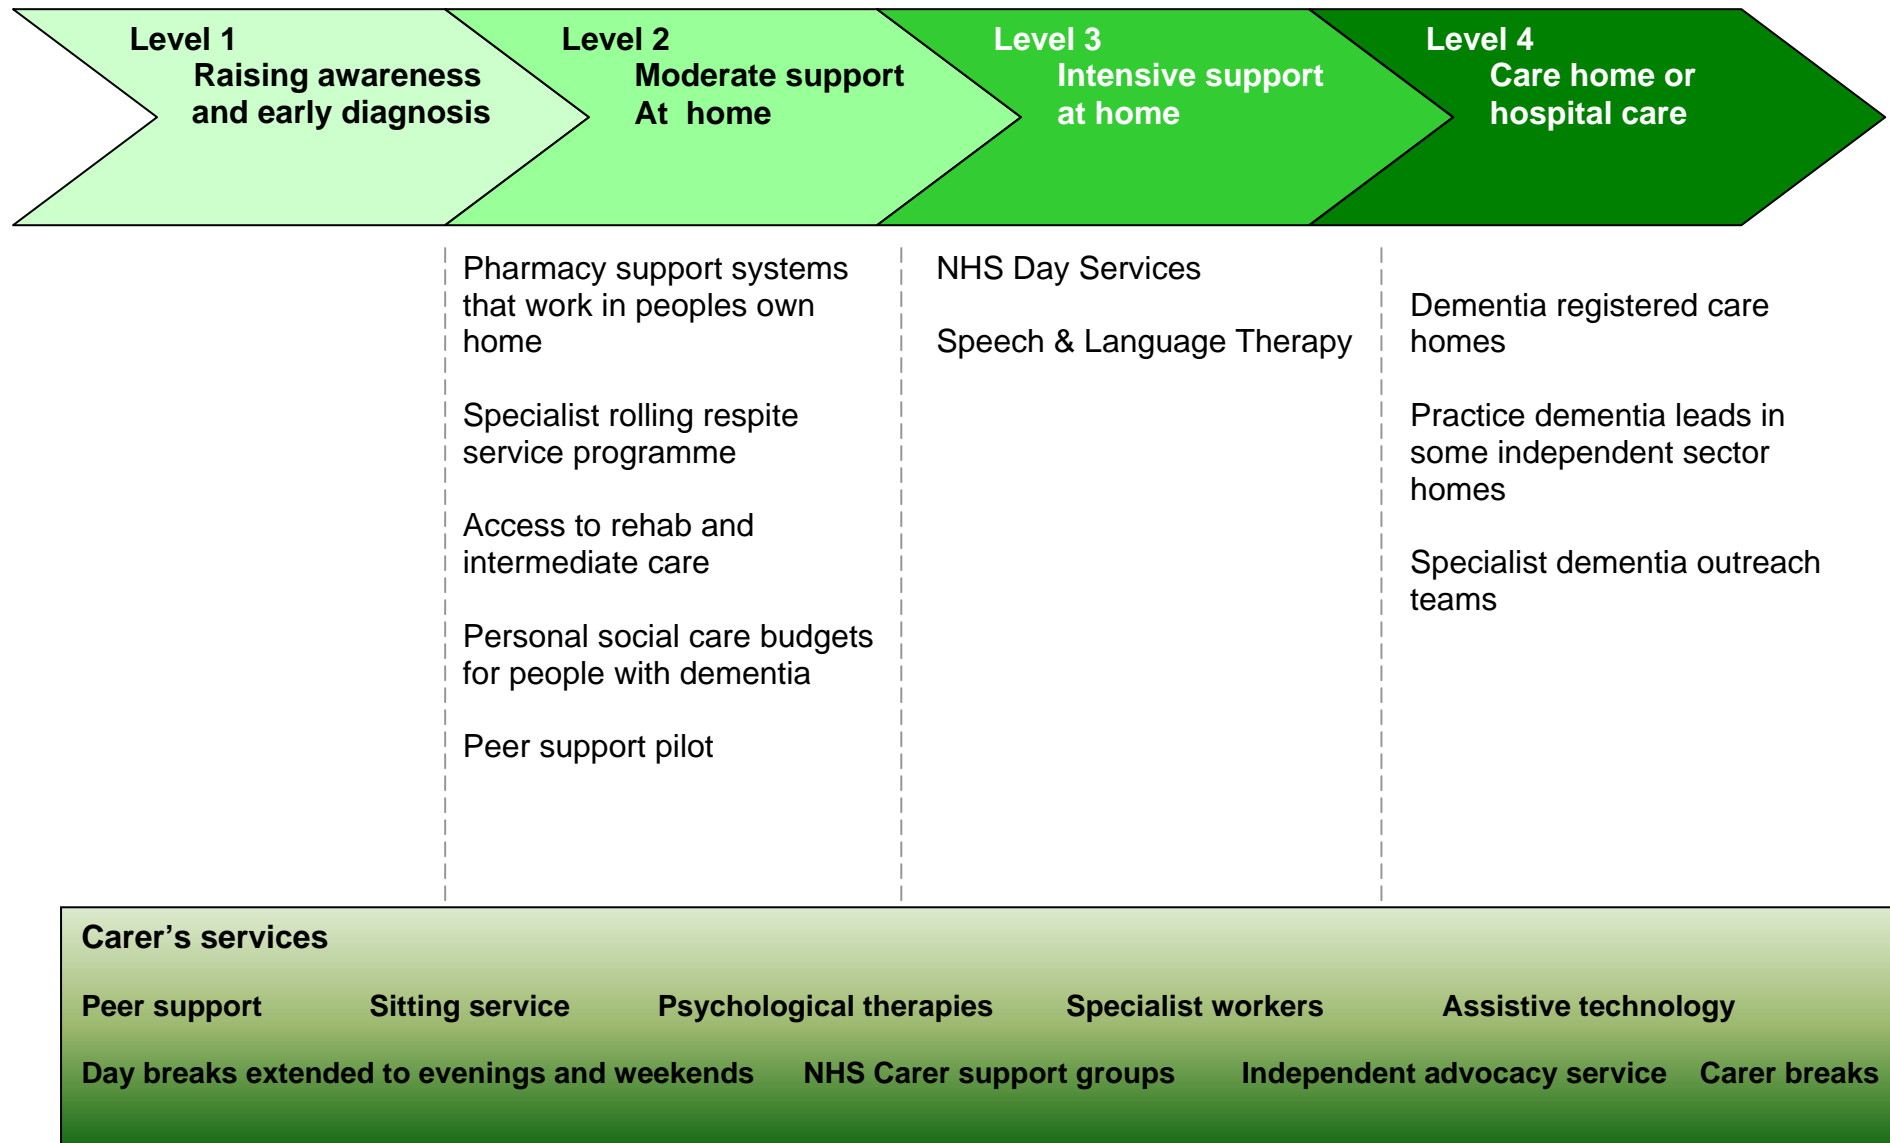 Level 1
Raising awareness
and early diagnosis
Level 2
Moderate support
At home
Level 3
Intensive support
at home
Level 4
Care home or
hospital care
Pharmacy support systems
that work in peoples own
home
Specialist rolling respite
service programme
Access to rehab and
intermediate care
Personal social care budgets
for people with dementia
Peer support pilot
NHS Day Services
Speech & Language Therapy
Dementia registered care
homes
Practice dementia leads in
some independent sector
homes
Specialist dementia outreach
teams
Carer’s services
Peer support Sitting service Psychological therapies Specialist workers Assistive technology
Day breaks extended to evenings and weekends NHS Carer support groups Independent advocacy service Carer breaks